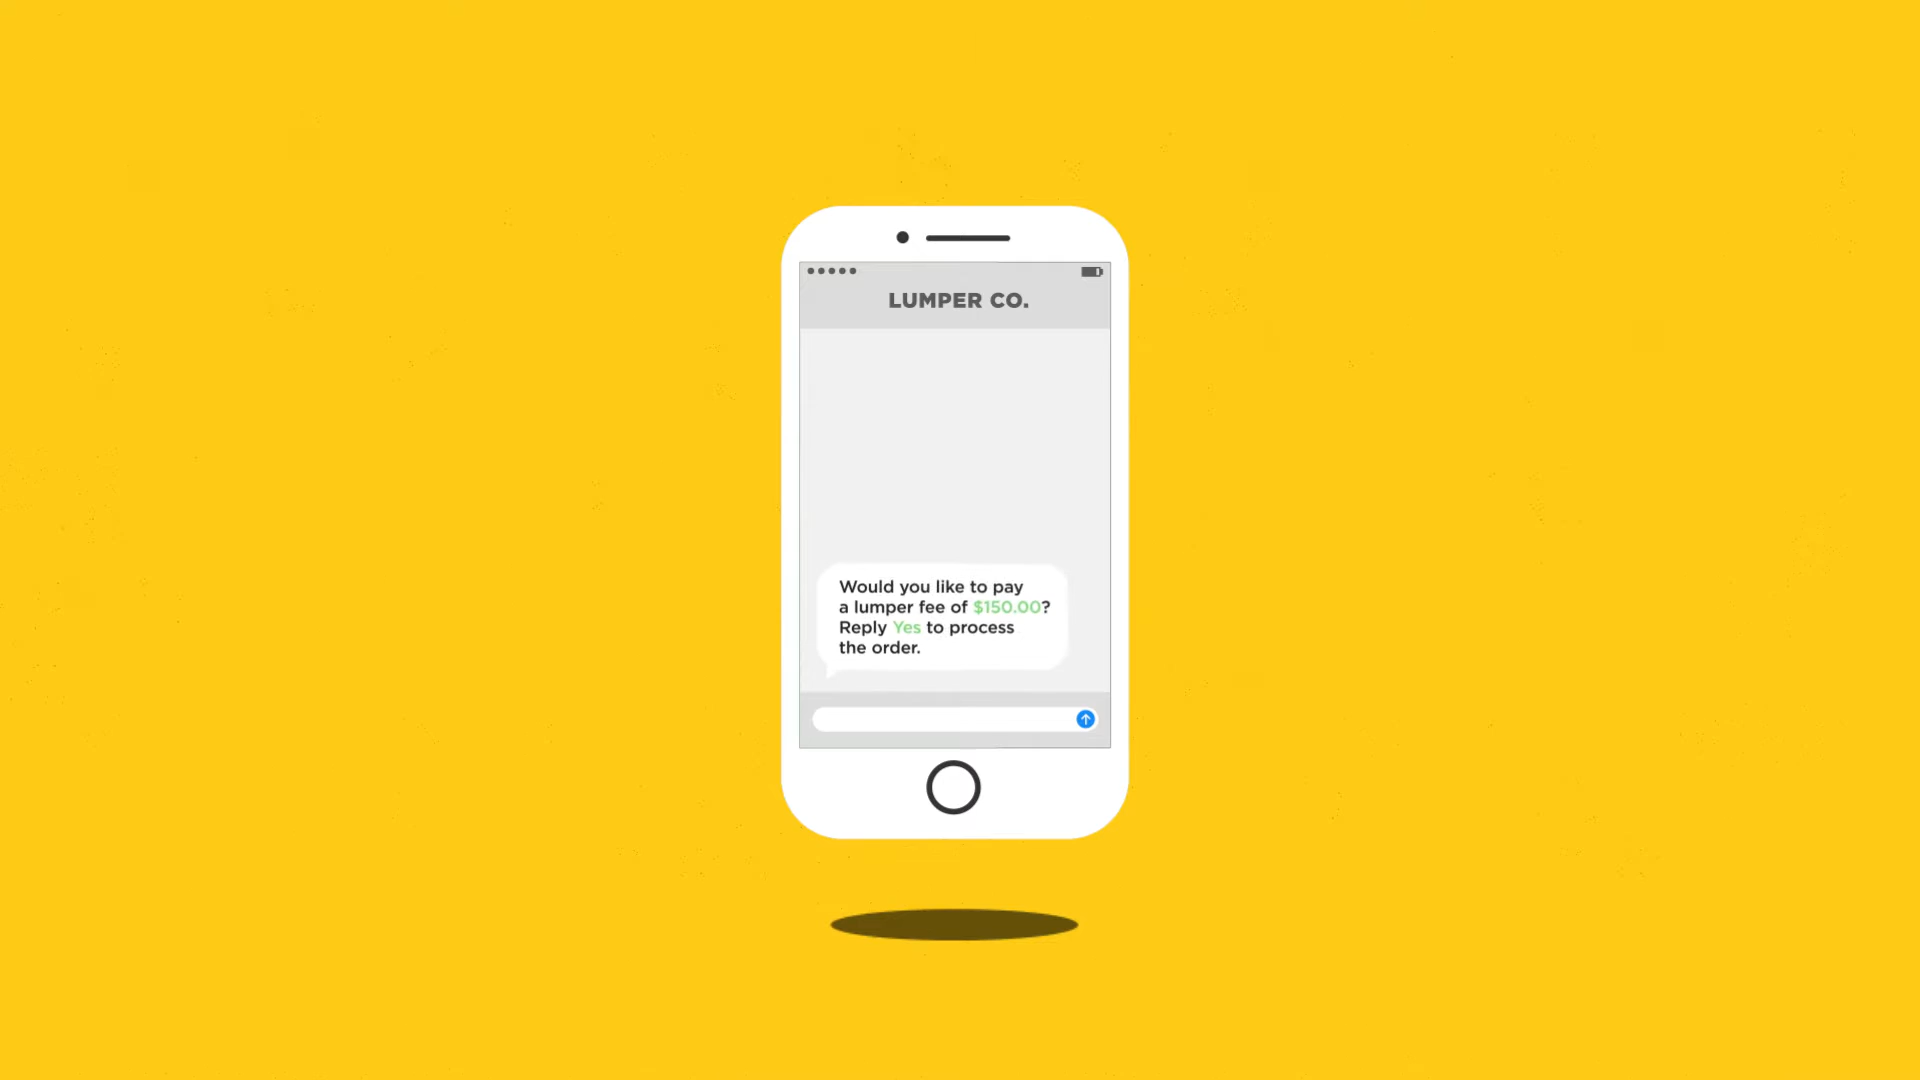 LUMPER CO.
Would you like to pay
a lumper fee of $150.00?
Reply Yes to process
the order.